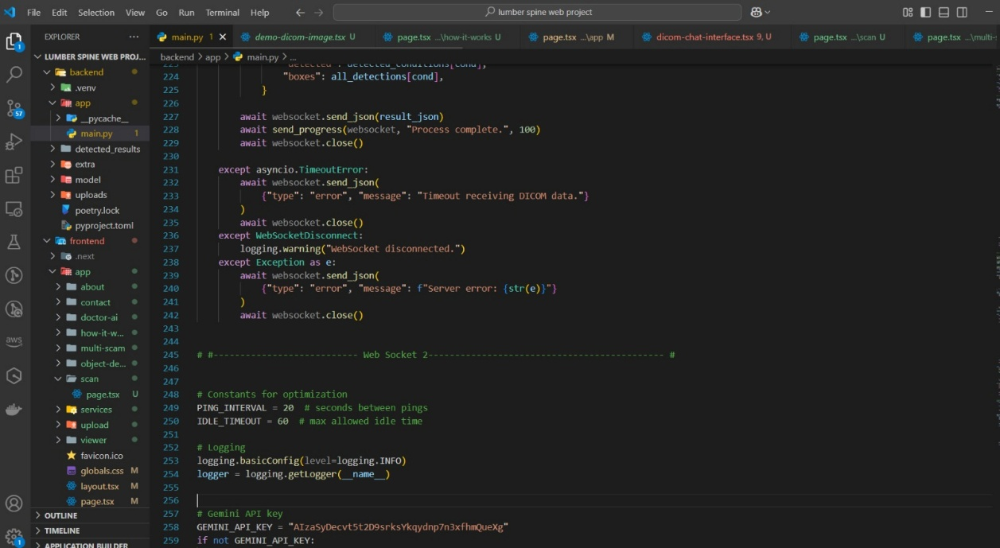 File Edit Selection View Go Run Terminal Help
lumber spine web project
EXPLORER
main.py 1
demo-dicom-image.tsx U
page.tsx ...\how-it-works U
page.tsx ...\app M
dicom-chat-interface.tsx 9, U
page.tsx ...\scan U
page.tsx ...\multi-s
LUMBER SPINE WEB PROJ...
backend > app > main.py > ...
backend
.venv
app
__pycache__
main.py 1
detected_results
extra
model
uploads
poetry.lock
pyproject.toml
frontend
.next
app
about
contact
doctor-ai
how-it-w...
multi-scam
object-de...
scan
page.tsx U
services
upload
viewer
favicon.ico
globals.css M
layout.tsx M
page.tsx M
OUTLINE
TIMELINE
APPLICATION BUILDER
57
1
aws
1
223 "detected": detected_conditions[cond],
224 "boxes": all_detections[cond],
225 }
226
227 await websocket.send_json(result_json)
228 await send_progress(websocket, "Process complete.", 100)
229 await websocket.close()
230
231 except asyncio.TimeoutError:
232 await websocket.send_json(
233 {"type": "error", "message": "Timeout receiving DICOM data."}
234 )
235 await websocket.close()
236 except WebSocketDisconnect:
237 logging.warning("WebSocket disconnected.")
238 except Exception as e:
239 await websocket.send_json(
240 {"type": "error", "message": f"Server error: {str(e)}"}
241 )
242 await websocket.close()
243
244
245 # #--------------------------- Web Socket 2-------------------------------------------- #
246
247
248 # Constants for optimization
249 PING_INTERVAL = 20 # seconds between pings
250 IDLE_TIMEOUT = 60 # max allowed idle time
251
252 # Logging
253 logging.basicConfig(level=logging.INFO)
254 logger = logging.getLogger(__name__)
255
256
257 # Gemini API key
258 GEMINI_API_KEY = "AIzaSyDecvt5t2D9srksYkqydnp7n3xfhmQueXg"
259 if not GEMINI_API_KEY: